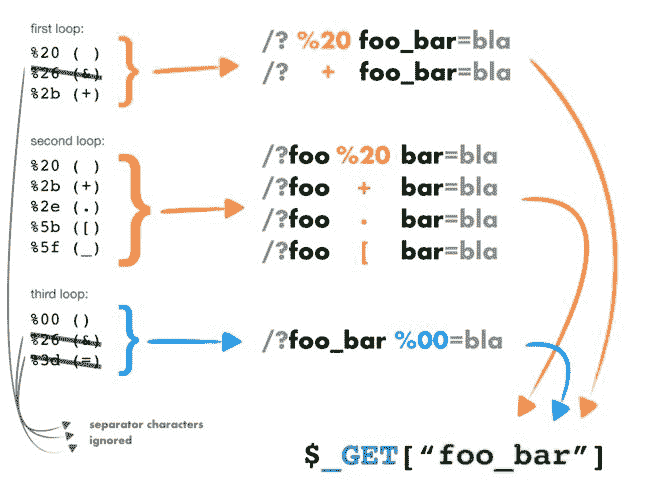 first loop:
%20 ( )
%26 (&)
%2b (+)
/? %20 foo_bar=bla
/? + foo_bar=bla
second loop:
%20 ( )
%2b (+)
%2e (.)
%5b ([)
%5f (_)
/?foo %20 bar=bla
/?foo + bar=bla
/?foo . bar=bla
/?foo [ bar=bla
third loop:
%00 ()
%26 (&)
%3d (=)
/?foo_bar %00=bla
separator characters
ignored
$_GET[“foo_bar”]